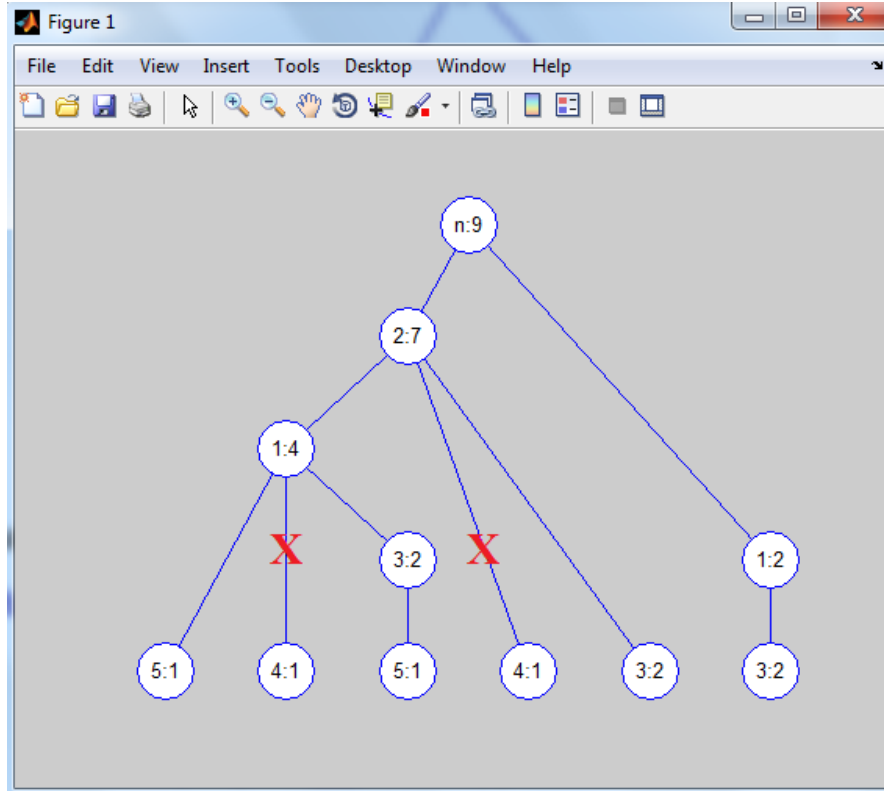 Figure 1
File Edit View Insert Tools Desktop Window Help
n:9
2:7
1:4
X X
3:2 1:2
5:1 4:1 5:1 4:1 3:2 3:2